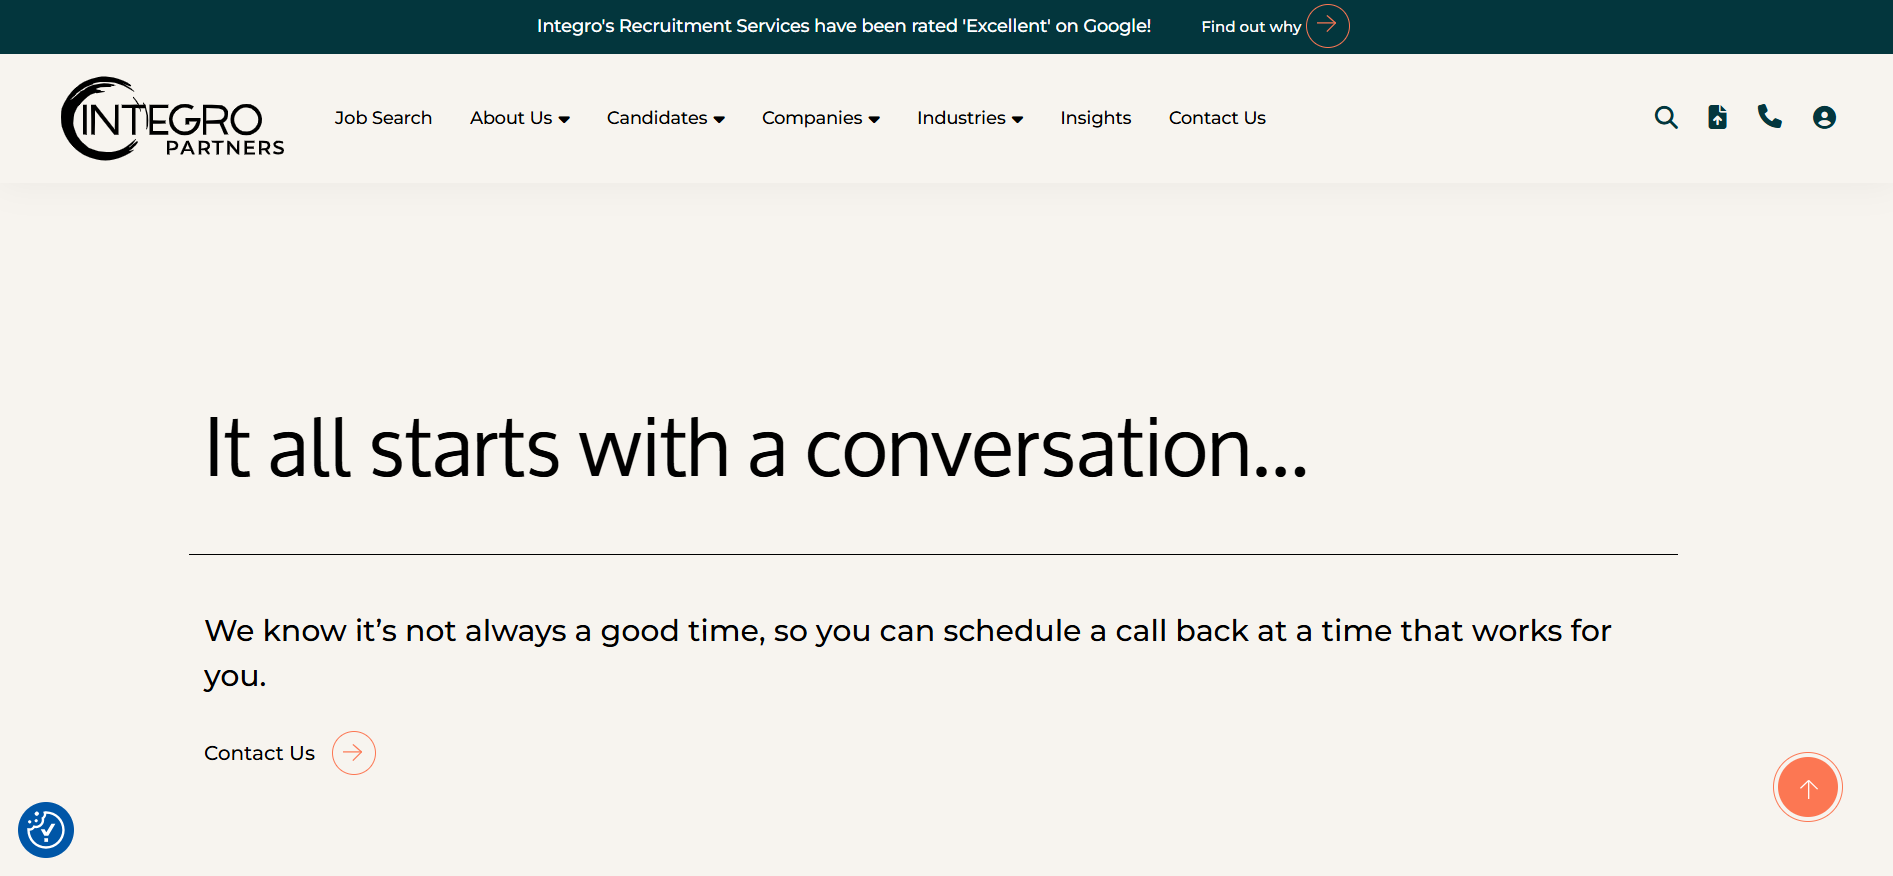 Integro's Recruitment Services have been rated 'Excellent' on Google! Find out why
INTEGRO
PARTNERS
Job Search About Us Candidates Companies Industries Insights Contact Us
It all starts with a conversation...
We know it’s not always a good time, so you can schedule a call back at a time that works for
you.
Contact Us